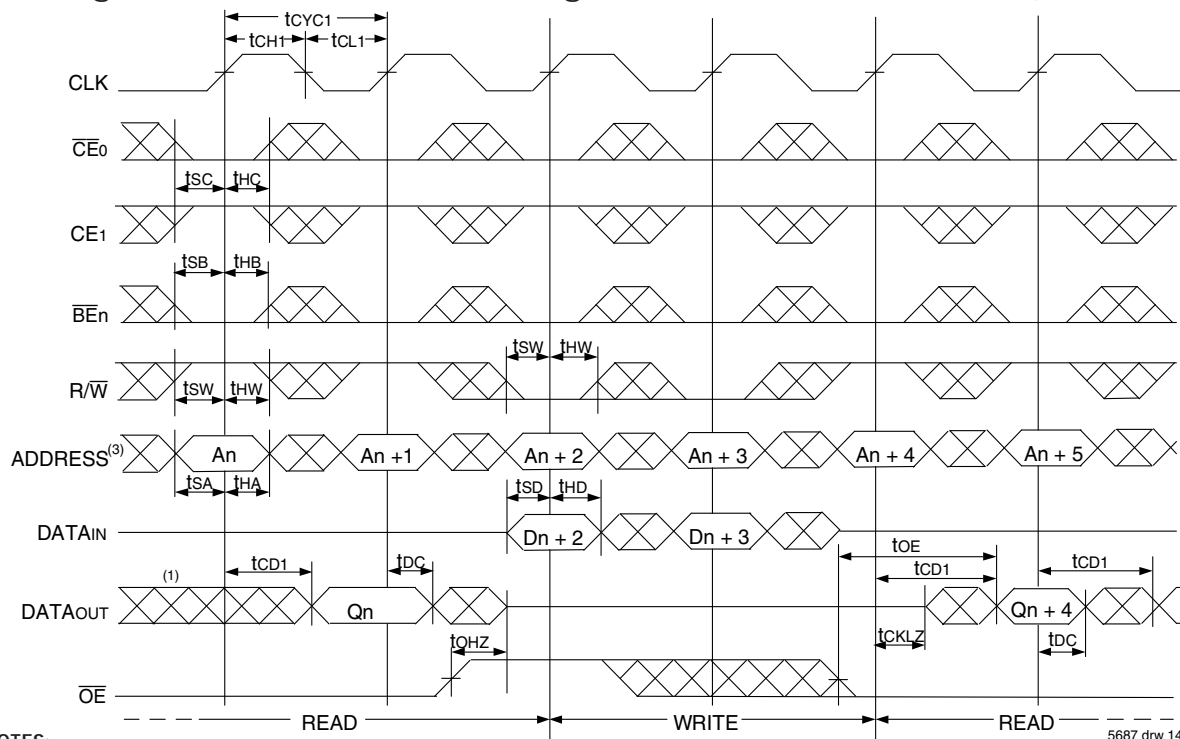 tCYC1
tCH1 tCL1
CLK
CE0
tSC tHC
CE1
tSB tHB
BEn
tSW tHW
R/W
tSW tHW
ADDRESS(3) An An +1 An + 2 An + 3 An + 4 An + 5
tSA tHA
tSD tHD
DATAIN Dn + 2 Dn + 3
tOE
(1) tCD1 tDC tCD1 tCD1
DATAOUT Qn Qn + 4
tOHZ tCKLZ tDC
OE
READ WRITE READ
5687 drw 14